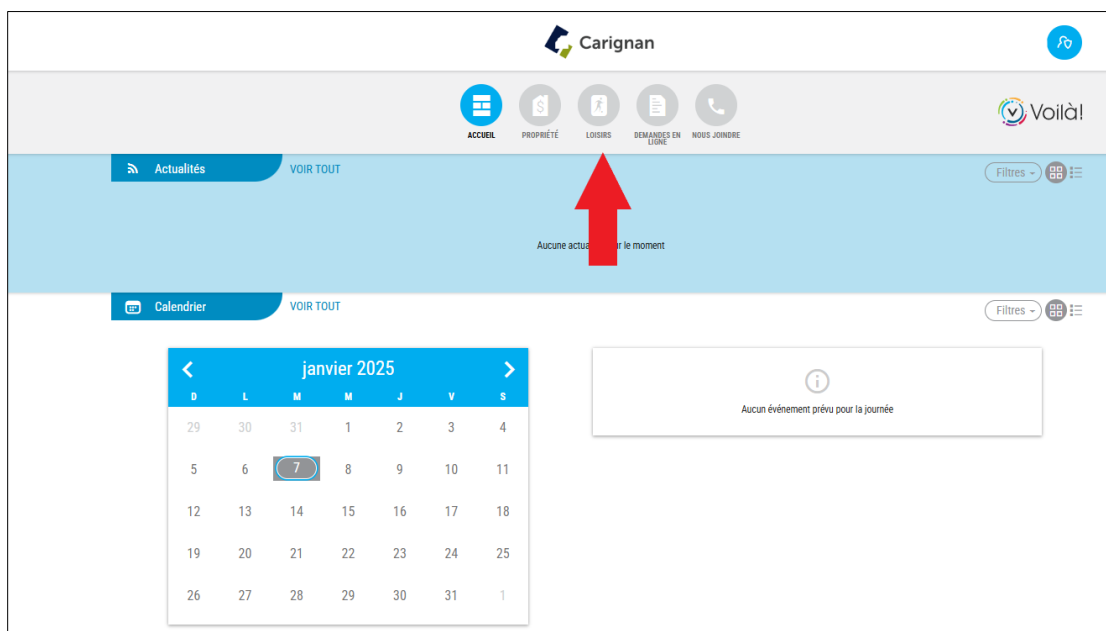 Carignan
ACCUEIL PROPRIÉTÉ LOISIRS DEMANDES EN LIGNE NOUS JOINDRE
Voilà!
Actualités VOIR TOUT Filtres
Aucune actua r le moment
Calendrier VOIR TOUT Filtres
janvier 2025
D L M M J V S
29 30 31 1 2 3 4
5 6 7 8 9 10 11
12 13 14 15 16 17 18
19 20 21 22 23 24 25
26 27 28 29 30 31 1
Aucun événement prévu pour la journée